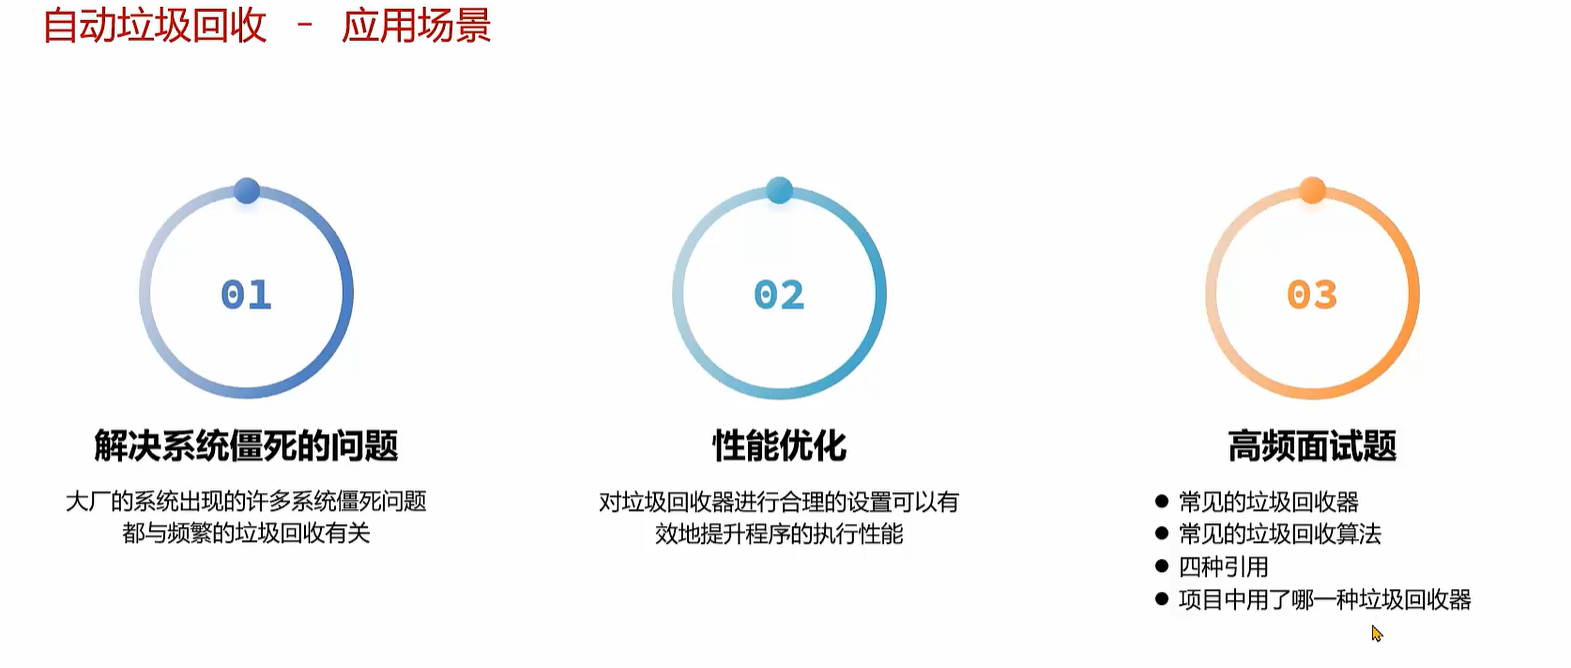 自动垃圾回收 - 应用场景
01
解决系统僵死的问题
大厂的系统出现的许多系统僵死问题
都与频繁的垃圾回收有关
02
性能优化
对垃圾回收器进行合理的设置可以有
效地提升程序的执行性能
03
高频面试题
● 常见的垃圾回收器
● 常见的垃圾回收算法
● 四种引用
● 项目中用了哪一种垃圾回收器